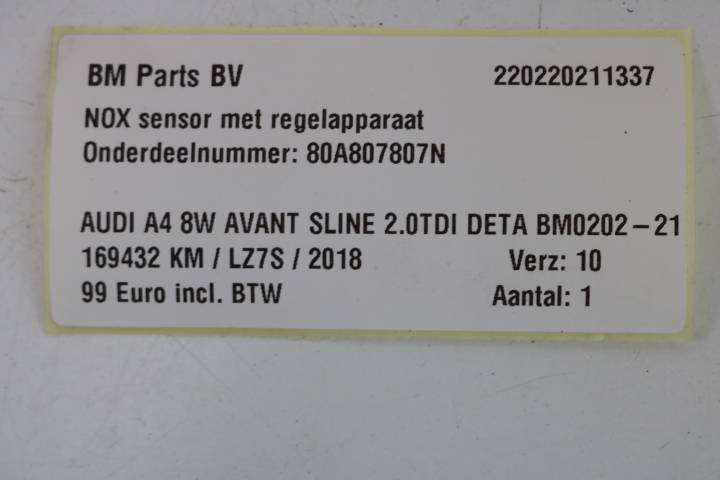 BM Parts BV 220220211337
NOX sensor met regelapparaat
Onderdeelnummer: 80A807807N
AUDI A4 8W AVANT SLINE 2.0TDI DETA BM0202-21
169432 KM / LZ7S / 2018 Verz: 10
99 Euro incl. BTW Aantal: 1